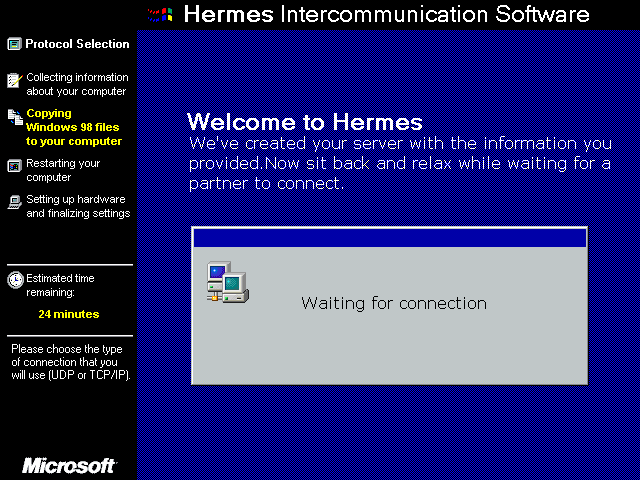 Hermes Intercommunication Software
Protocol Selection
Collecting information
about your computer
Copying
Windows 98 files
to your computer
Restarting your
computer
Setting up hardware
and finalizing settings
Estimated time
remaining:
24 minutes
Please choose the type
of connection that you
will use (UDP or TCP/IP).
Microsoft
Welcome to Hermes
We've created your server with the information you
provided.Now sit back and relax while waiting for a
partner to connect.
Waiting for connection